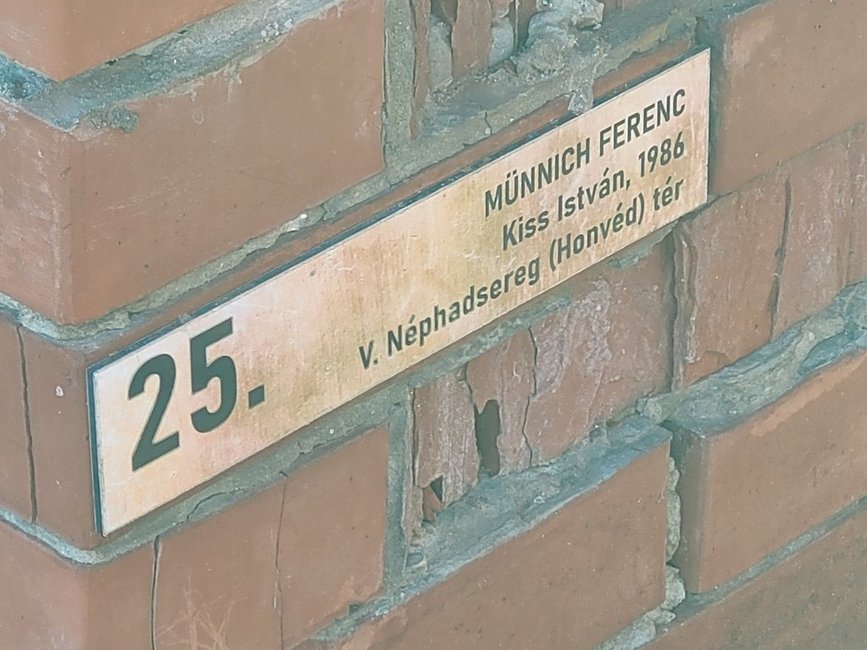 MÜNNICH FERENC
Kiss István, 1986
V. Néphadsereg (Honvéd) tér
25.